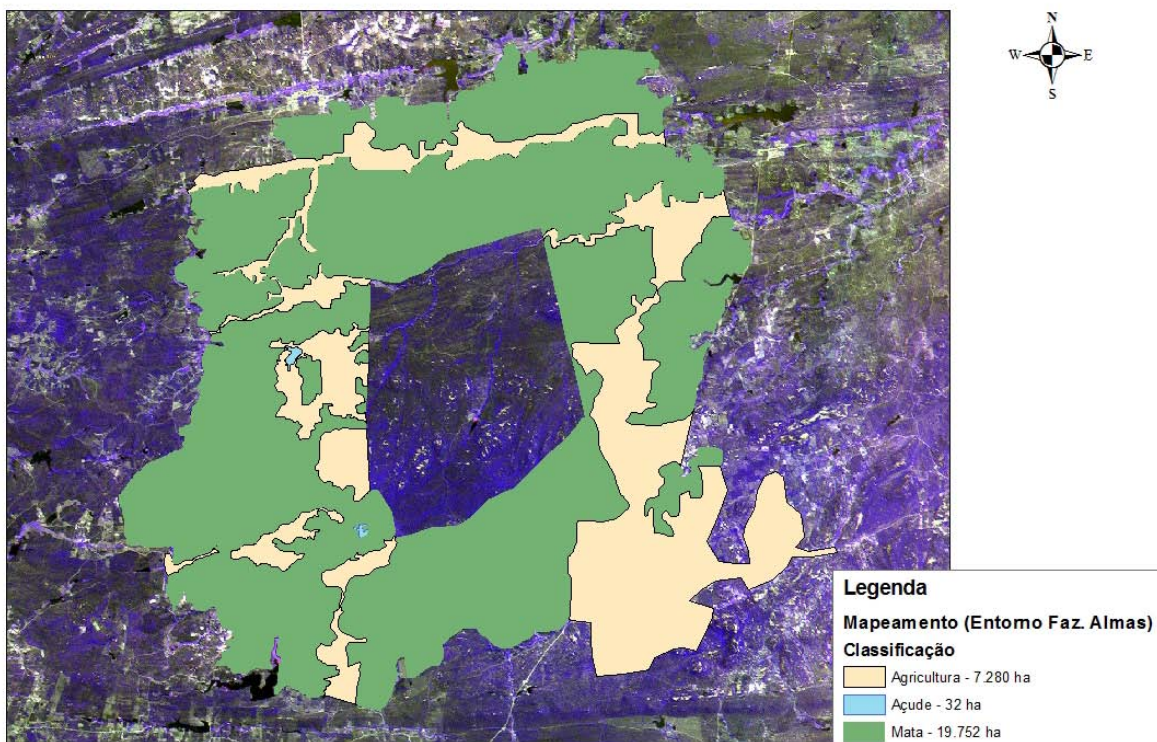 N
W E
S
Legenda
Mapeamento (Entorno Faz. Almas)
Classificação
Agricultura - 7.280 ha
Açude - 32 ha
Mata - 19.752 ha